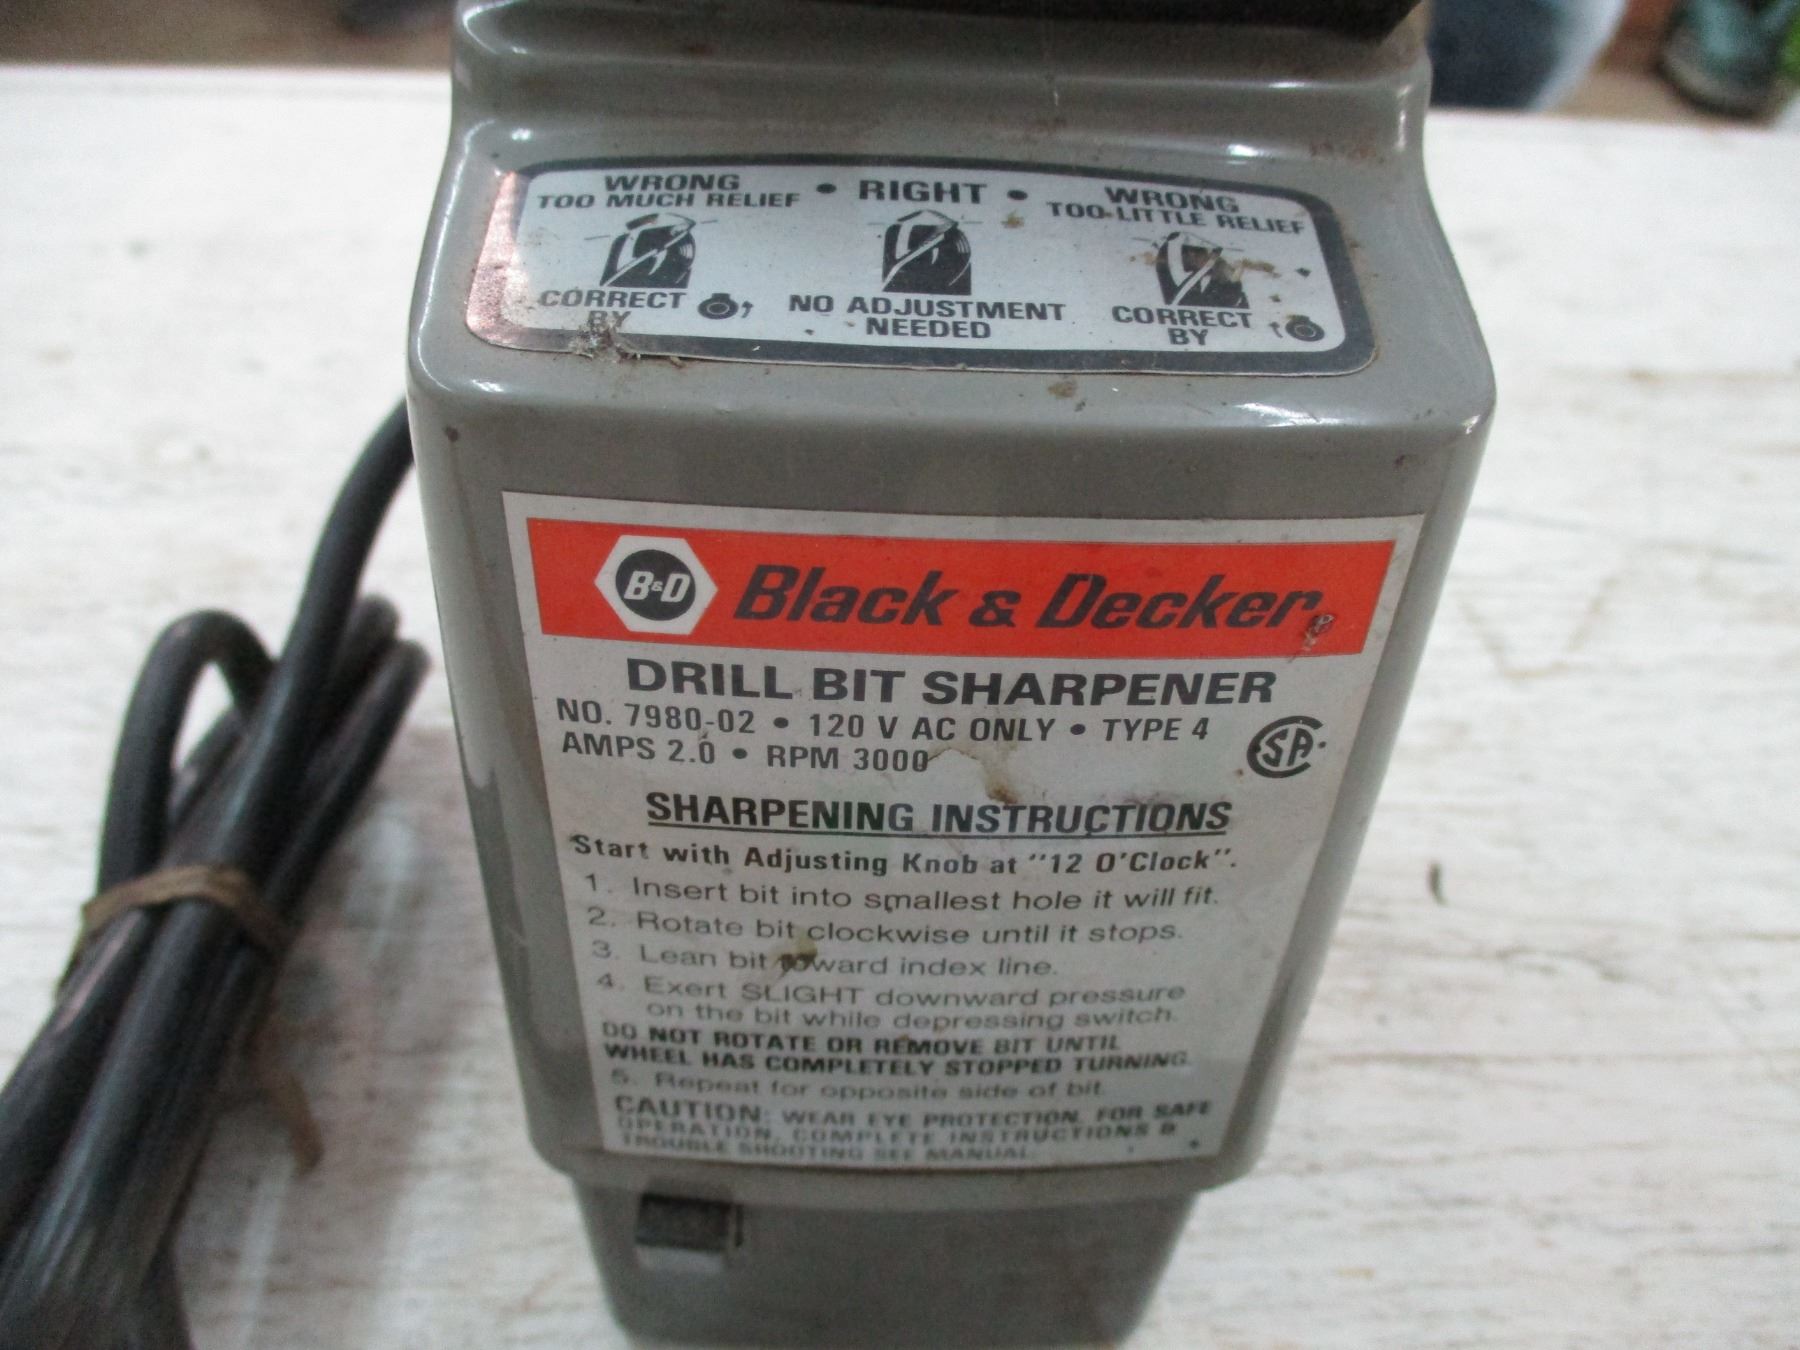 WRONG • RIGHT • WRONG
TOO MUCH RELIEF TOO LITTLE RELIEF
CORRECT BY NO ADJUSTMENT NEEDED CORRECT BY
B&D Black & Decker®
DRILL BIT SHARPENER
NO. 7980-02 • 120 V AC ONLY • TYPE 4
AMPS 2.0 • RPM 3000
CSA
SHARPENING INSTRUCTIONS
Start with Adjusting Knob at "12 O'Clock".
1. Insert bit into smallest hole it will fit.
2. Rotate bit clockwise until it stops.
3. Lean bit toward index line.
4. Exert SLIGHT downward pressure
on the bit while depressing switch.
DO NOT ROTATE OR REMOVE BIT UNTIL
WHEEL HAS COMPLETELY STOPPED TURNING.
5. Repeat for opposite side of bit.
CAUTION: WEAR EYE PROTECTION. FOR SAFE
OPERATION, COMPLETE INSTRUCTIONS &
TROUBLE SHOOTING SEE MANUAL.